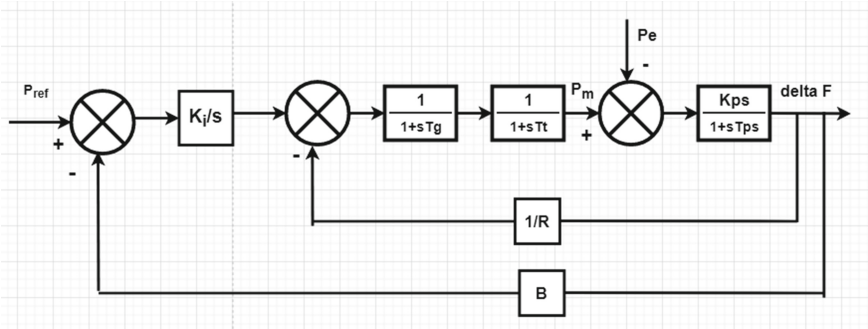 Pe
-
Pref
+
-
Ki/s
-
1
1+sTg
1
1+sTt
Pm
+
Kps
1+sTps
delta F
1/R
B